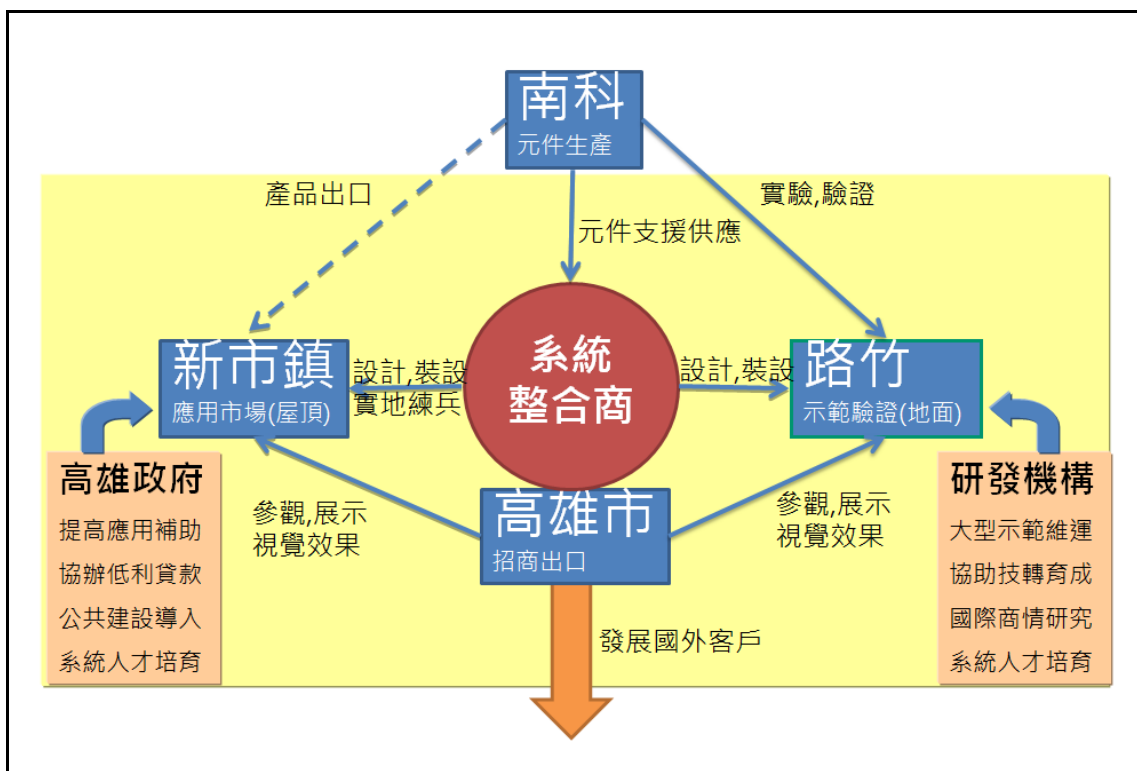 南科
元件生產
產品出口
實驗,驗證
元件支援供應
系統
整合商
新市鎮
應用市場(屋頂)
設計,裝設
實地練兵
設計,裝設
路竹
示範驗證(地面)
高雄政府
提高應用補助
協辦低利貸款
公共建設導入
系統人才培育
參觀,展示
視覺效果
高雄市
招商出口
參觀,展示
視覺效果
研發機構
大型示範維運
協助技轉育成
國際商情研究
系統人才培育
發展國外客戶